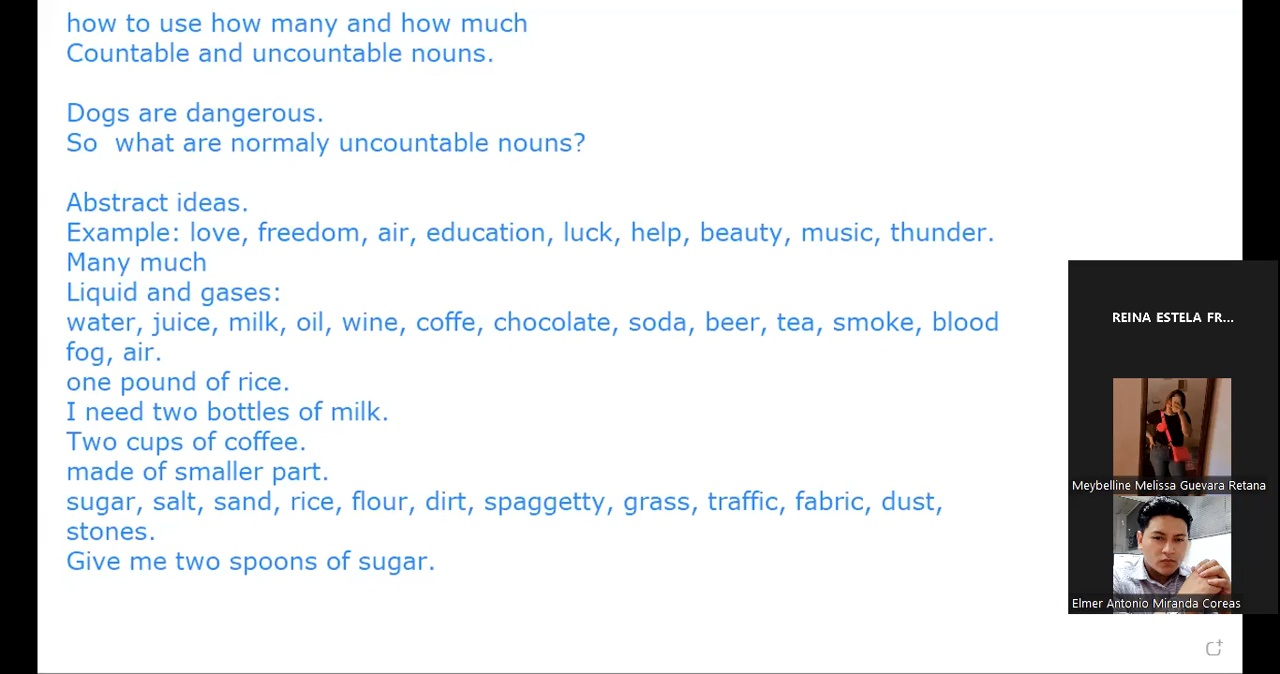 how to use how many and how much
Countable and uncountable nouns.
Dogs are dangerous.
So what are normaly uncountable nouns?
Abstract ideas.
Example: love, freedom, air, education, luck, help, beauty, music, thunder.
Many much
Liquid and gases:
water, juice, milk, oil, wine, coffe, chocolate, soda, beer, tea, smoke, blood
fog, air.
one pound of rice.
I need two bottles of milk.
Two cups of coffee.
made of smaller part.
sugar, salt, sand, rice, flour, dirt, spaggetty, grass, traffic, fabric, dust,
stones.
Give me two spoons of sugar.
REINA ESTELA FR...
Meybelline Melissa Guevara Retana
Elmer Antonio Miranda Coreas